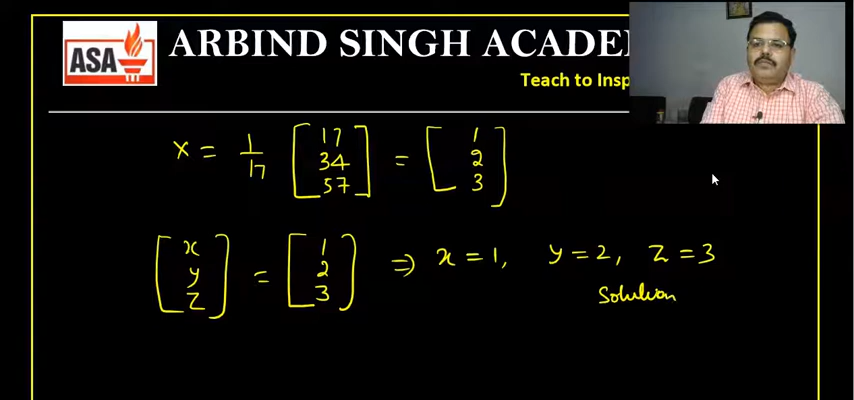 ASA
ARBIND SINGH ACADE
Teach to Insp
x = 1/17 [17 34 57] = [1 2 3]
[x y z] = [1 2 3] ⇒ x = 1, y = 2, z = 3
Solution